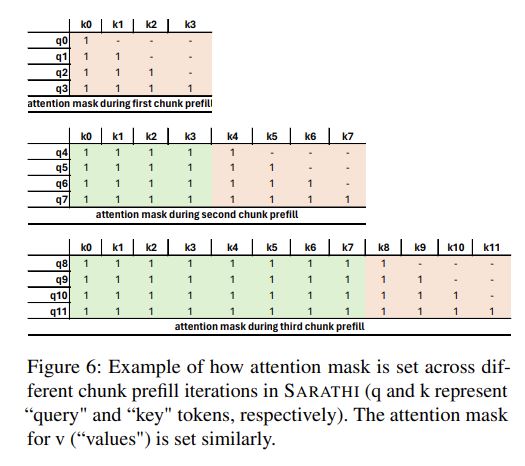 k0 k1 k2 k3
q0 1 - - -
q1 1 1 - -
q2 1 1 1 -
q3 1 1 1 1
attention mask during first chunk prefill
k0 k1 k2 k3 k4 k5 k6 k7
q4 1 1 1 1 1 - - -
q5 1 1 1 1 1 1 - -
q6 1 1 1 1 1 1 1 -
q7 1 1 1 1 1 1 1 1
attention mask during second chunk prefill
k0 k1 k2 k3 k4 k5 k6 k7 k8 k9 k10 k11
q8 1 1 1 1 1 1 1 1 1 - - -
q9 1 1 1 1 1 1 1 1 1 1 - -
q10 1 1 1 1 1 1 1 1 1 1 1 -
q11 1 1 1 1 1 1 1 1 1 1 1 1
attention mask during third chunk prefill
Figure 6: Example of how attention mask is set across dif-
ferent chunk prefill iterations in SARATHI (q and k represent
“query" and “key" tokens, respectively). The attention mask
for v (“values") is set similarly.